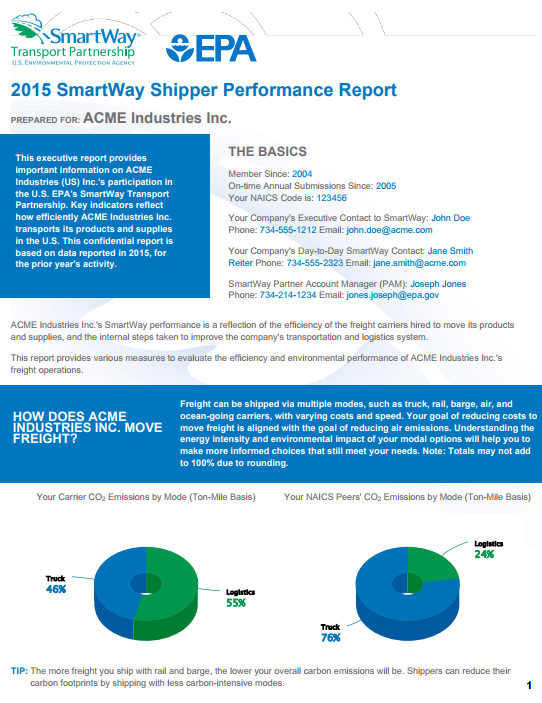 SmartWay
Transport Partnership
U.S. ENVIRONMENTAL PROTECTION AGENCY
EPA
2015 SmartWay Shipper Performance Report
PREPARED FOR: ACME Industries Inc.
This executive report provides
important information on ACME
Industries (US) Inc.'s participation in
the U.S. EPA's SmartWay Transport
Partnership. Key indicators reflect
how efficiently ACME Industries Inc.
transports its products and supplies
in the U.S. This confidential report is
based on data reported in 2015, for
the prior year's activity.
THE BASICS
Member Since: 2004
On-time Annual Submissions Since: 2005
Your NAICS Code is: 123456
Your Company's Executive Contact to SmartWay: John Doe
Phone: 734-555-1212 Email: john.doe@acme.com
Your Company's Day-to-Day SmartWay Contact: Jane Smith
Reiter Phone: 734-555-2323 Email: jane.smith@acme.com
SmartWay Partner Account Manager (PAM): Joseph Jones
Phone: 734-214-1234 Email: jones.joseph@epa.gov
ACME Industries Inc.'s SmartWay performance is a reflection of the efficiency of the freight carriers hired to move its products
and supplies, and the internal steps taken to improve the company's transportation and logistics system.
This report provides various measures to evaluate the efficiency and environmental performance of ACME Industries Inc.'s
freight operations.
HOW DOES ACME
INDUSTRIES INC. MOVE
FREIGHT?
Freight can be shipped via multiple modes, such as truck, rail, barge, air, and
ocean-going carriers, with varying costs and speed. Your goal of reducing costs to
move freight is aligned with the goal of reducing air emissions. Understanding the
energy intensity and environmental impact of your modal options will help you to
make more informed choices that still meet your needs. Note: Totals may not add
to 100% due to rounding.
Your Carrier CO₂ Emissions by Mode (Ton-Mile Basis)
Truck
46%
Logistics
55%
Your NAICS Peers' CO₂ Emissions by Mode (Ton-Mile Basis)
Logistics
24%
Truck
76%
TIP: The more freight you ship with rail and barge, the lower your overall carbon emissions will be. Shippers can reduce their
carbon footprints by shipping with less carbon-intensive modes.
1